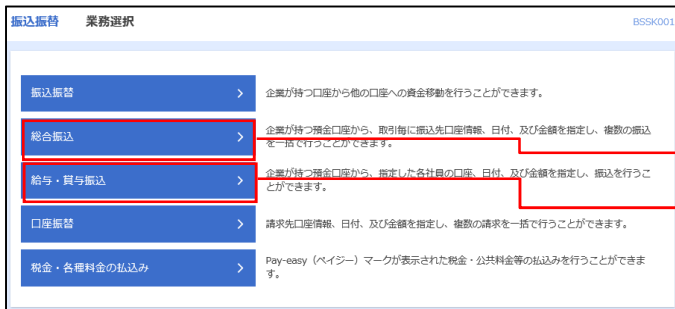 振込振替 業務選択 BSSK001
振込振替 > 企業が持つ口座から他の口座への資金移動を行うことができます。
総合振込 > 企業が持つ預金口座から、取引毎に振込先口座情報、日付、及び金額を指定し、複数の振込
を一括で行うことができます。
給与・賞与振込 > 企業が持つ預金口座から、指定した各社員の口座、日付、及び金額を指定し、振込を行うこ
とができます。
口座振替 > 請求先口座情報、日付、及び金額を指定し、複数の請求を一括で行うことができます。
税金・各種料金の払込み > Pay-easy（ペイジー）マークが表示された税金・公共料金等の払込みを行うことができま
す。